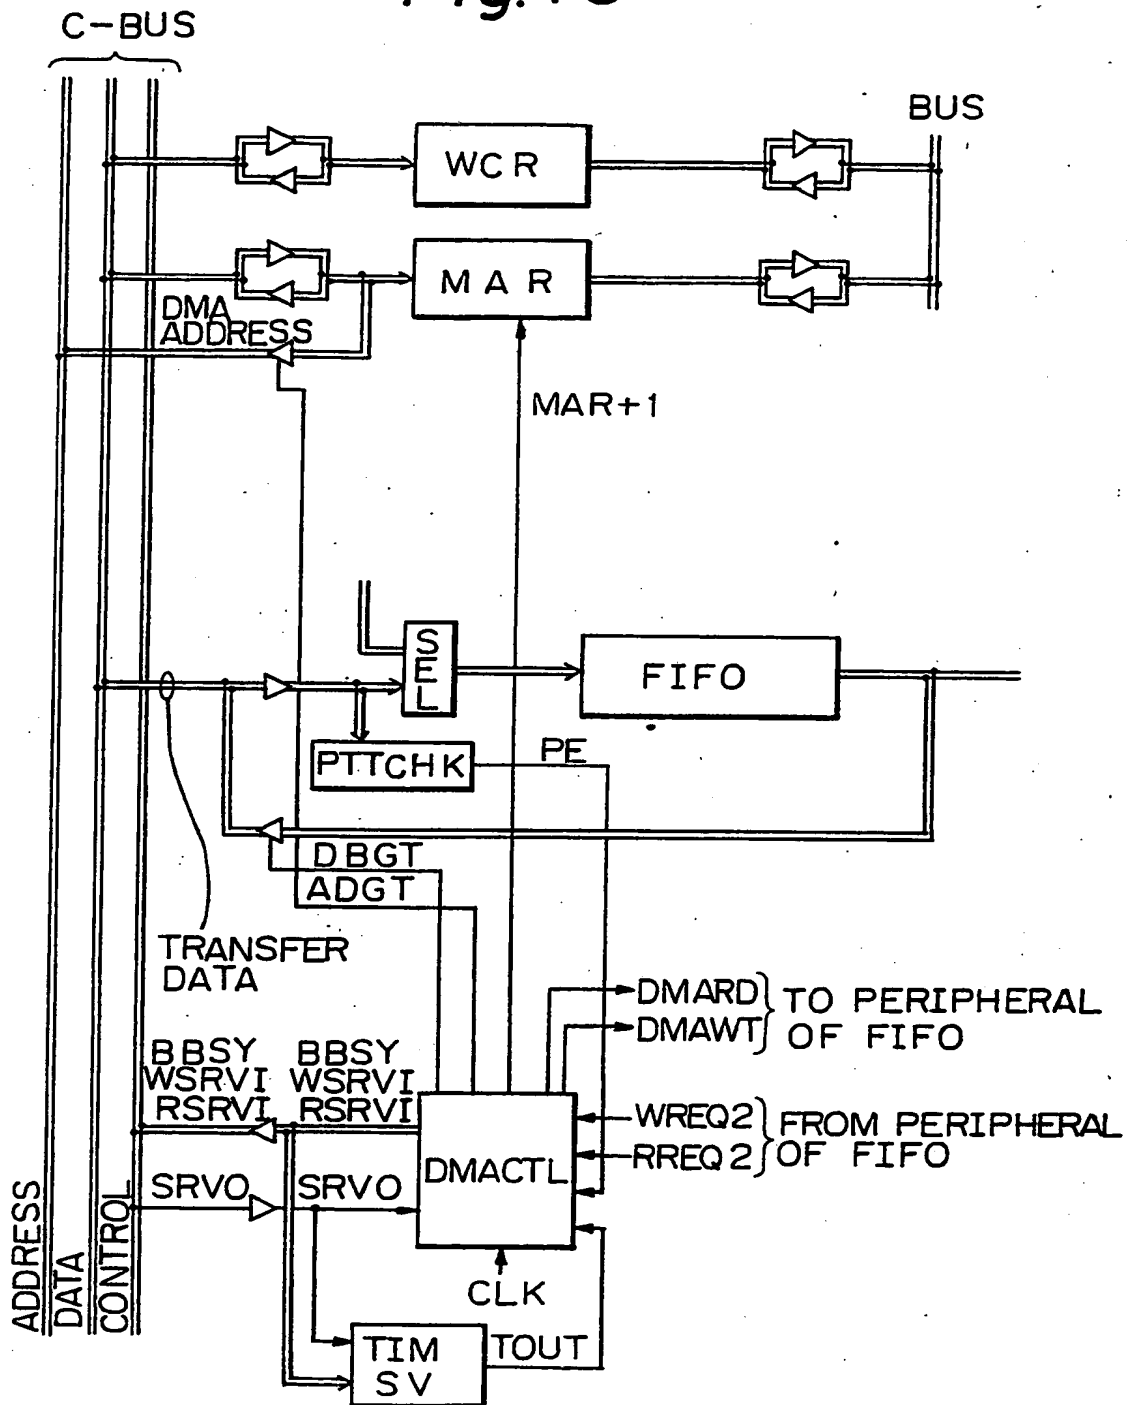 C-BUS
BUS
WCR
MAR
DMA
ADDRESS
MAR+1
SEL
FIFO
PTTCHK
PE
DBGT
ADGT
TRANSFER
DATA
DMARD
DMAWT
TO PERIPHERAL
OF FIFO
BBSY
WSRVI
RSRVI
BBSY
WSRVI
RSRVI
WREQ2
RREQ2
FROM PERIPHERAL
OF FIFO
DMACTL
SRVO
SRVO
CLK
ADDRESS
DATA
CONTROL
TIM
SV
TOUT